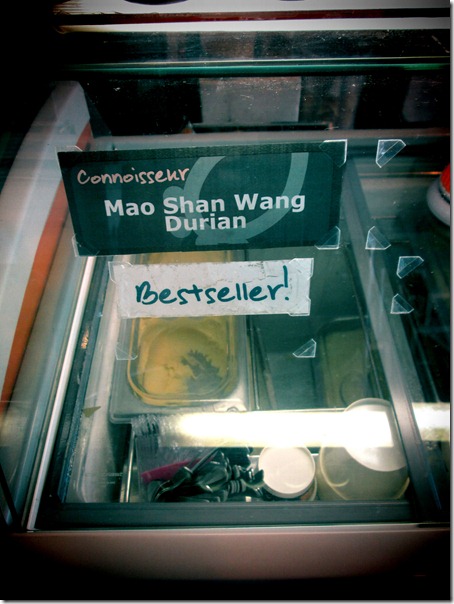 Connoisseur
Mao Shan Wang
Durian
Bestseller!